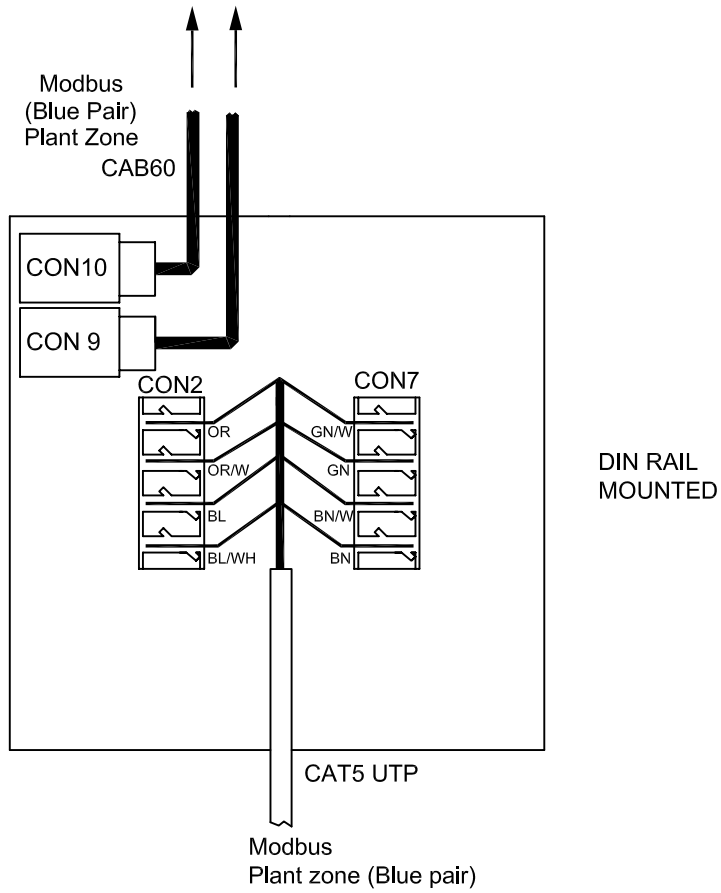 Modbus
(Blue Pair)
Plant Zone
CAB60
CON10
CON 9
CON2
CON7
OR
GN/W
OR/W
GN
BL
BN/W
BL/WH
BN
DIN RAIL
MOUNTED
CAT5 UTP
Modbus
Plant zone (Blue pair)